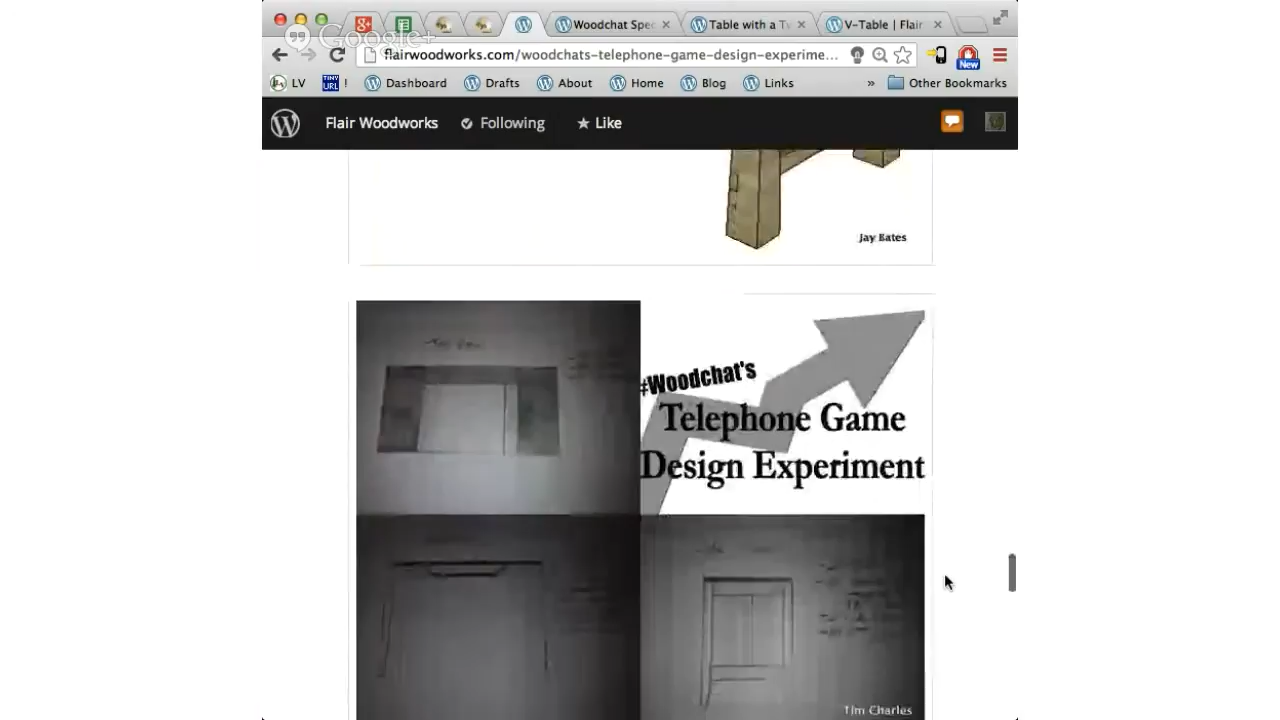 Google+
Woodchat Spec
Table with a Tw
V-Table | Flair
flairwoodworks.com/woodchats-telephone-game-design-experime...
New
LV
TINY
URL
!
Dashboard
Drafts
About
Home
Blog
Links
»
Other Bookmarks
Flair Woodworks
Following
Like
Jay Bates
#Woodchat's
Telephone Game
Design Experiment
Tim Charles